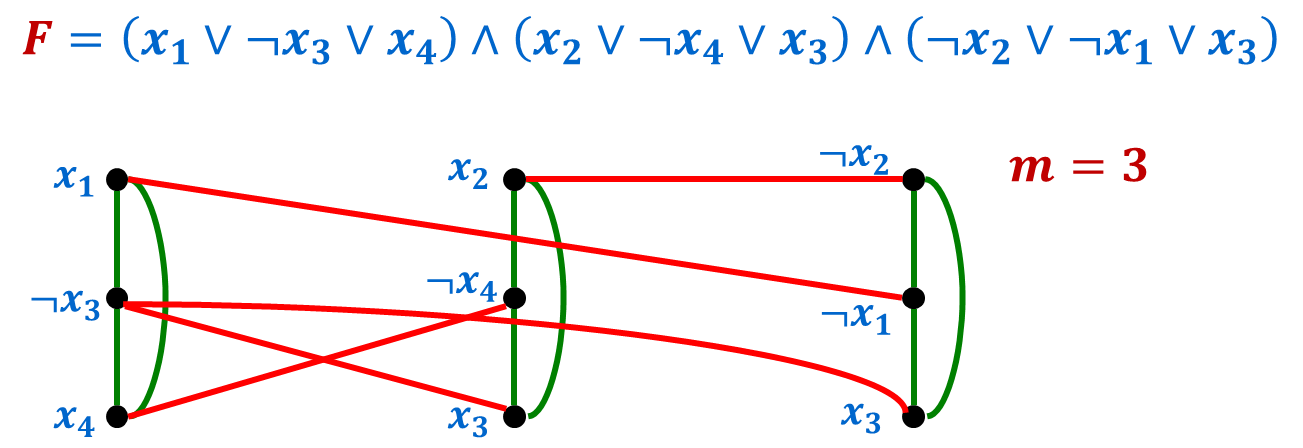 F = (x₁ ∨ ¬x₃ ∨ x₄) ∧ (x₂ ∨ ¬x₄ ∨ x₃) ∧ (¬x₂ ∨ ¬x₁ ∨ x₃)
x₁ x₂ ¬x₂ m = 3
¬x₃ ¬x₄ ¬x₁
x₄ x₃ x₃